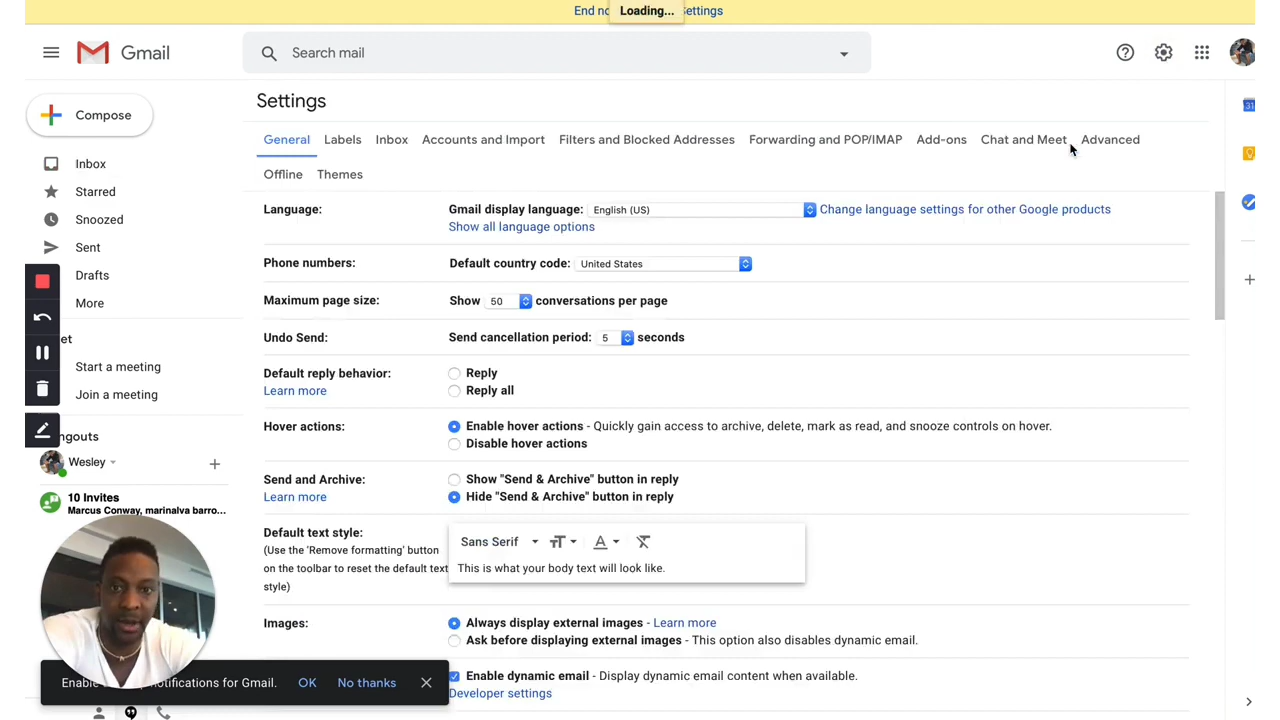 End no
Loading...
Settings
Gmail
Search mail
Compose
Inbox
Starred
Snoozed
Sent
Drafts
More
et
Start a meeting
Join a meeting
ngouts
Wesley
10 Invites
Marcus Conway, marinalva barro...
Settings
General Labels Inbox Accounts and Import Filters and Blocked Addresses Forwarding and POP/IMAP Add-ons Chat and Meet Advanced
Offline Themes
Language:
Gmail display language: English (US) Change language settings for other Google products
Show all language options
Phone numbers:
Default country code: United States
Maximum page size:
Show 50 conversations per page
Undo Send:
Send cancellation period: 5 seconds
Default reply behavior:
Learn more
Reply
Reply all
Hover actions:
Enable hover actions - Quickly gain access to archive, delete, mark as read, and snooze controls on hover.
Disable hover actions
Send and Archive:
Learn more
Show "Send & Archive" button in reply
Hide "Send & Archive" button in reply
Default text style:
(Use the 'Remove formatting' button
on the toolbar to reset the default text
style)
Sans Serif
This is what your body text will look like.
Images:
Always display external images - Learn more
Ask before displaying external images - This option also disables dynamic email.
Enable dynamic email - Display dynamic email content when available.
Developer settings
Enable
notifications for Gmail. OK No thanks
31